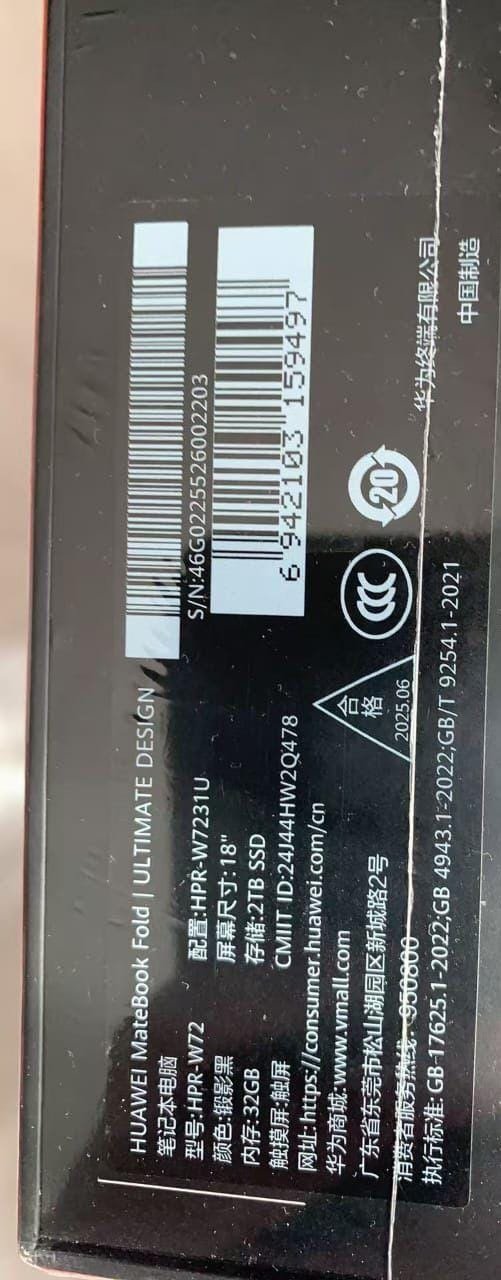 HUAWEI MateBook Fold | ULTIMATE DESIGN
笔记本电脑
型号:HPR-W72 配置:HPR-W7231U
颜色:锻影黑 屏幕尺寸:18"
内存:32GB 存储:2TB SSD
触摸屏:触屏 CMIIT ID:24J44HW2Q478
网址:https://consumer.huawei.com/cn
华为商城:www.vmall.com
广东省东莞市松山湖园区新城路2号
消费者服务热线: 950800
执行标准: GB 17625.1-2022;GB 4943.1-2022;GB/T 9254.1-2021
S/N:46G0225526002203
6 942103 159497
合格
2025.06
CCC
20
华为终端有限公司
中国制造